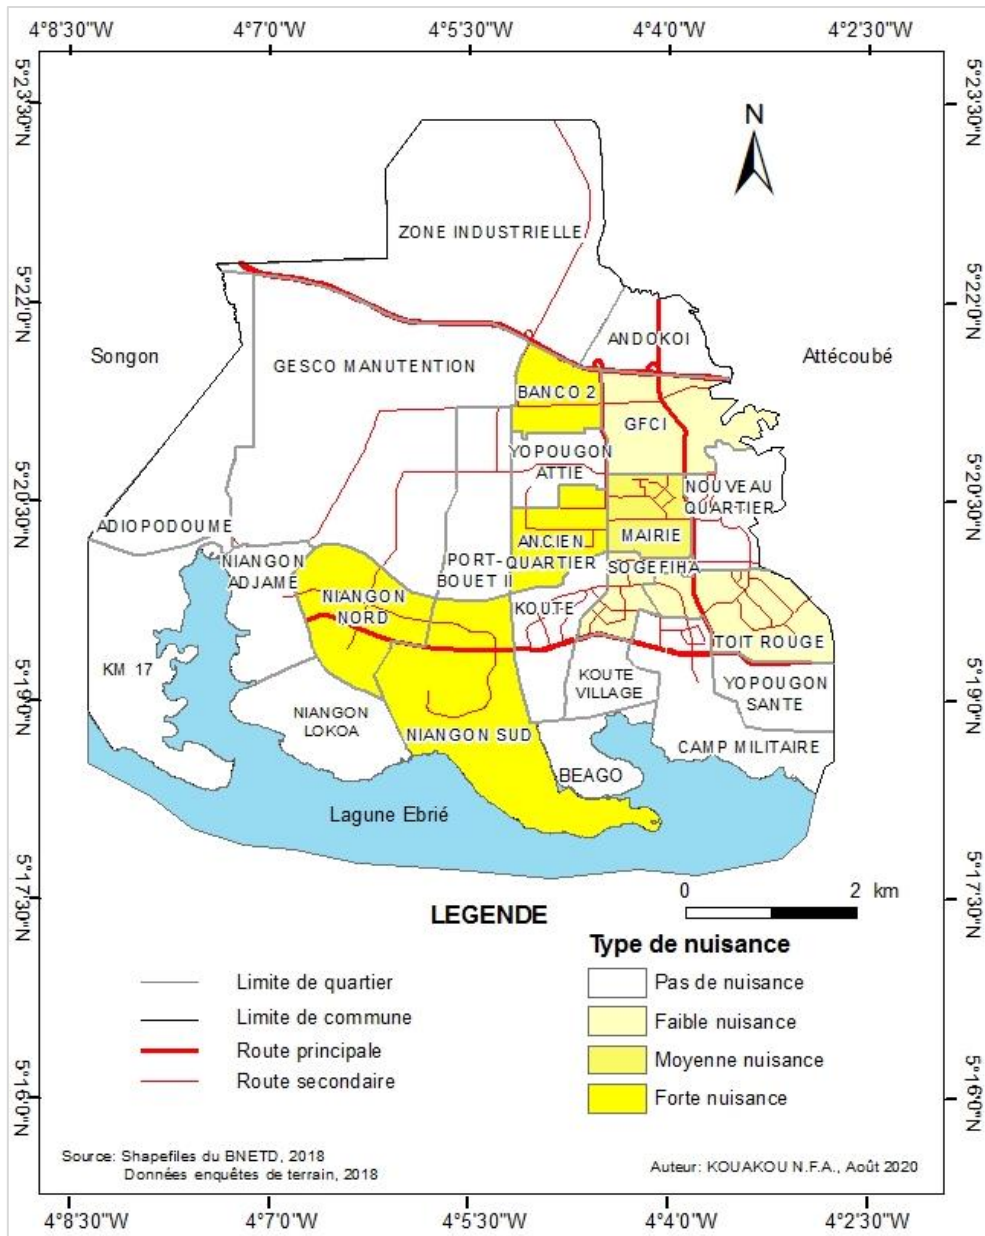 4°8'30"W 4°7'0"W 4°5'30"W 4°4'0"W 4°2'30"W
5°23'30"N 5°23'30"N
N
ZONE INDUSTRIELLE
5°22'0"N 5°22'0"N
ANDOKOI
Songon Attécoubé
GESCO MANUTENTION
BANCO 2
GFCI
YOPOUGON
ATTIE
NOUVEAU
QUARTIER
5°20'30"N 5°20'30"N
ADIOPODOUME
MAIRIE
ANCIEN
QUARTIER
NIANGON
ADJAMÉ
PORT-
BOUET II
SOGEFIHA
NIANGON
NORD
KOUTE
TOIT ROUGE
KM 17
KOUTE
VILLAGE
YOPOUGON
SANTE
5°19'0"N 5°19'0"N
NIANGON
LOKOA
NIANGON SUD
CAMP MILITAIRE
BEAGO
Lagune Ebrié
0 2 km
5°17'30"N 5°17'30"N
LEGENDE
Type de nuisance
Limite de quartier
Limite de commune
Route principale
Route secondaire
Pas de nuisance
Faible nuisance
Moyenne nuisance
Forte nuisance
5°16'0"N 5°16'0"N
Source: Shapefiles du BNETD, 2018
Données enquêtes de terrain, 2018
Auteur: KOUAKOU N.F.A., Août 2020
4°8'30"W 4°7'0"W 4°5'30"W 4°4'0"W 4°2'30"W